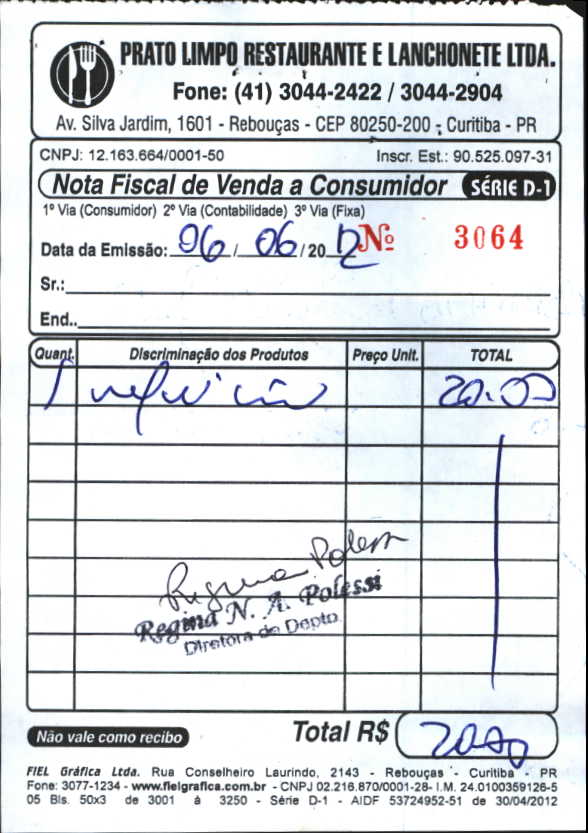 PRATO LIMPO RESTAURANTE E LANCHONETE LTDA.
Fone: (41) 3044-2422 / 3044-2904
Av. Silva Jardim, 1601 - Rebouças - CEP 80250-200 - Curitiba - PR
CNPJ: 12.163.664/0001-50 Inscr. Est.: 90.525.097-31
Nota Fiscal de Venda a Consumidor SÉRIE D-1
1º Via (Consumidor) 2º Via (Contabilidade) 3º Via (Fixa)
Data da Emissão: 06 / 06 / 20 12 Nº 3064
Sr.:
End..
Quant. Discriminação dos Produtos Preço Unit. TOTAL
1 refeição 20.00
Regina Polessi
Regina N. A. Polessi
Diretora de Depto.
Não vale como recibo Total R$ 20,00
FIEL Gráfica Ltda. Rua Conselheiro Laurindo, 2143 - Rebouças - Curitiba - PR
Fone: 3077-1234 - www.fielgrafica.com.br - CNPJ 02.216.870/0001-28- I.M. 24.0100359126-5
05 Bls. 50x3 de 3001 à 3250 - Série D-1 - AIDF 53724952-51 de 30/04/2012